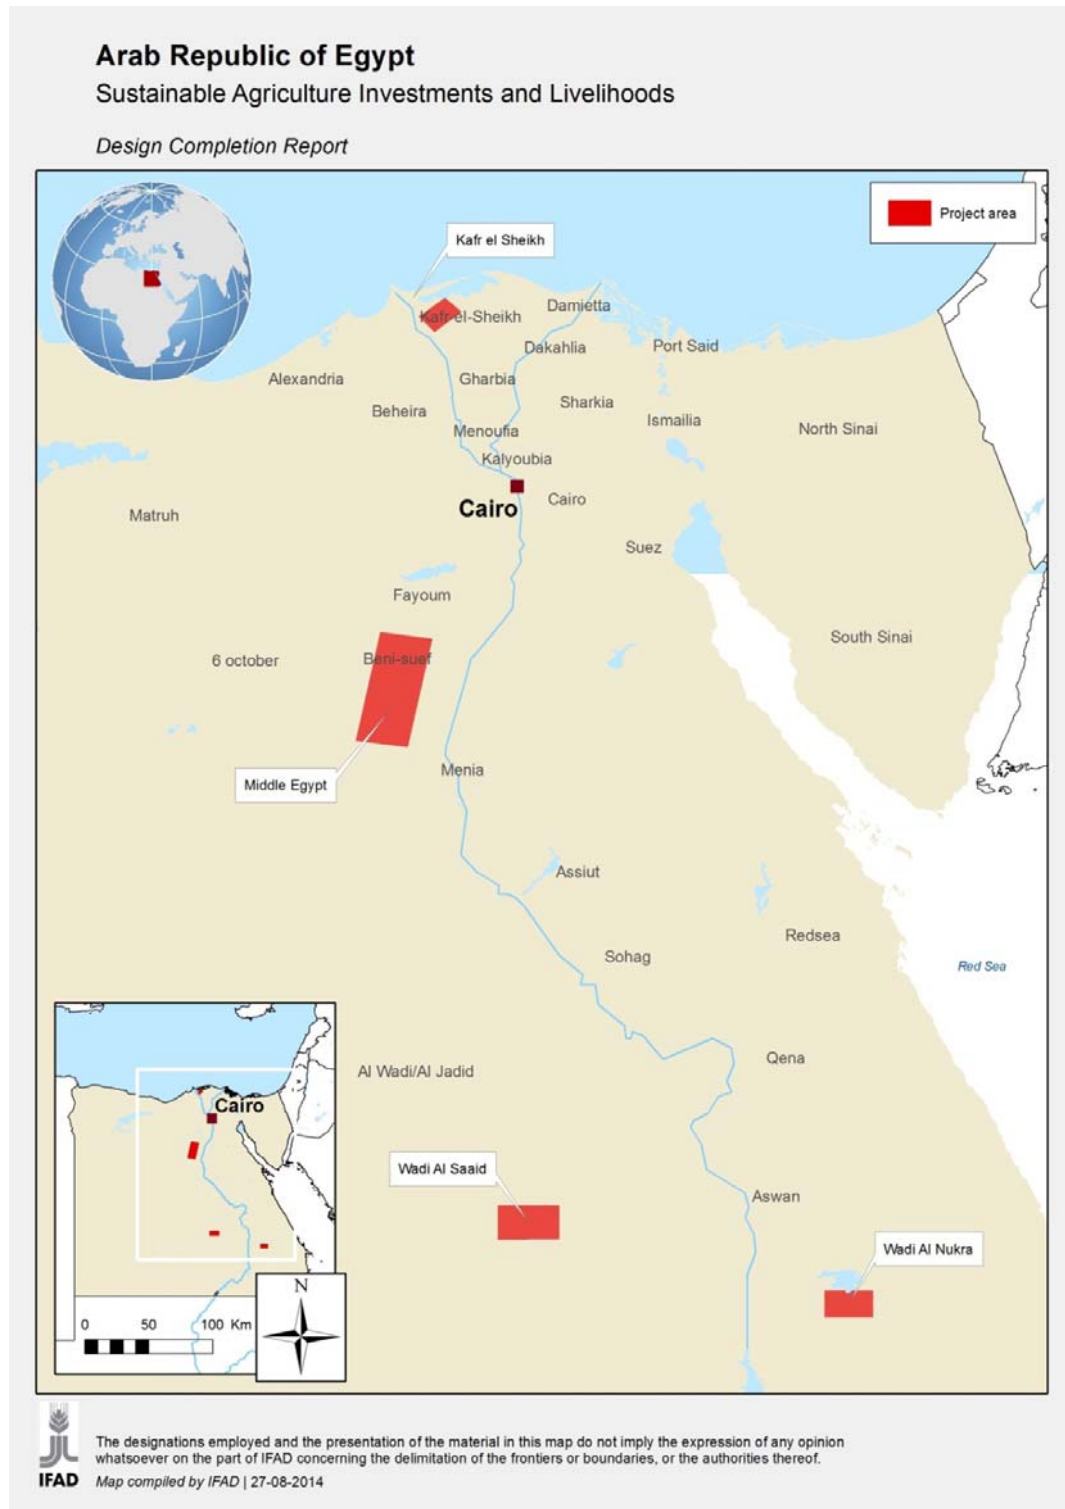 Arab Republic of Egypt
Sustainable Agriculture Investments and Livelihoods
Design Completion Report
Project area
Kafr el Sheikh
Damietta
Kafr el-Sheikh
Dakahlia
Port Said
Alexandria
Gharbia
Beheira
Sharkia
Ismailia
Menoufia
North Sinai
Kalyoubia
Cairo
Cairo
Matruh
Suez
Fayoum
South Sinai
6 october
Beni-suef
Middle Egypt
Menia
Assiut
Redsea
Sohag
Red Sea
Qena
Al Wadi/Al Jadid
Cairo
Wadi Al Saaid
Aswan
Wadi Al Nukra
N
0 50 100 Km
The designations employed and the presentation of the material in this map do not imply the expression of any opinion
whatsoever on the part of IFAD concerning the delimitation of the frontiers or boundaries, or the authorities thereof.
IFAD
Map compiled by IFAD | 27-08-2014